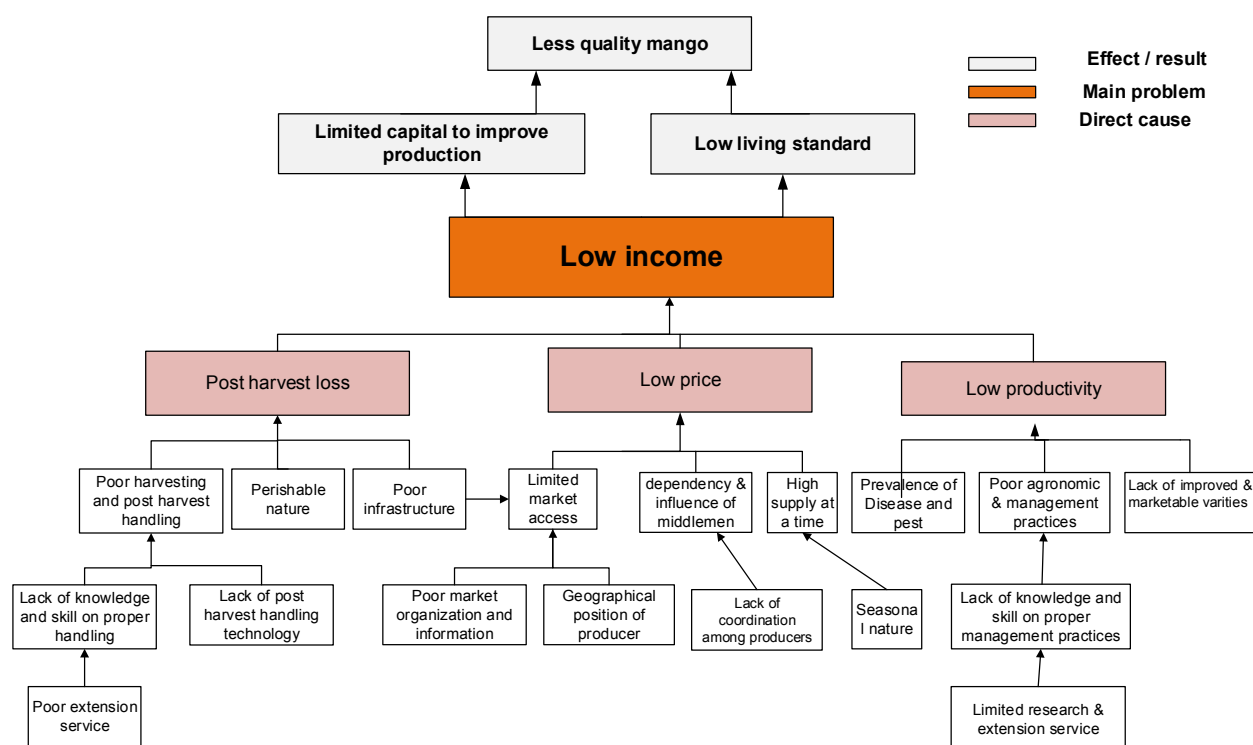 Less quality mango
Effect / result
Main problem
Direct cause
Limited capital to improve
production
Low living standard
Low income
Post harvest loss
Low price
Low productivity
Poor harvesting
and post harvest
handling
Perishable
nature
Poor
infrastructure
Limited
market
access
dependency &
influence of
middlemen
High
supply at
a time
Prevalence of
Disease and
pest
Poor agronomic
& management
practices
Lack of improved &
marketable varities
Lack of knowledge
and skill on proper
handling
Lack of post
harvest handling
technology
Poor market
organization and
information
Geographical
position of
producer
Lack of
coordination
among producers
Seasona
l nature
Lack of knowledge and
skill on proper
management practices
Poor extension
service
Limited research &
extension service